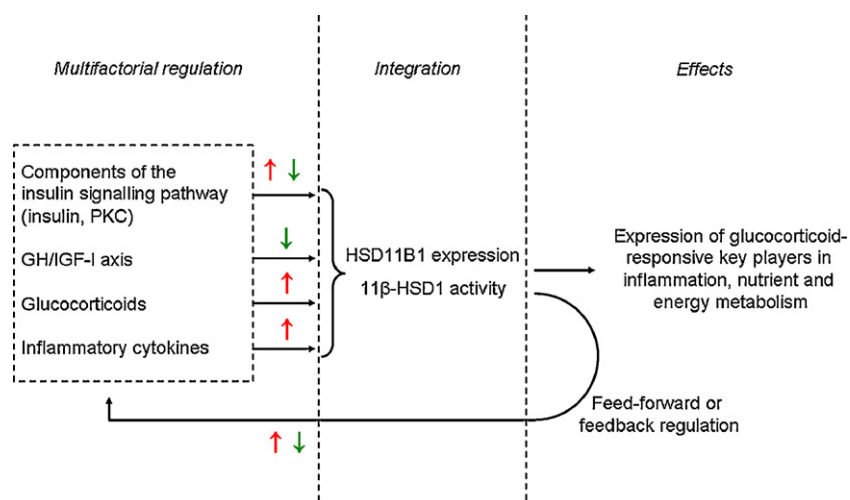 Multifactorial regulation
Integration
Effects
Components of the
insulin signalling pathway
(insulin, PKC)
GH/IGF-I axis
Glucocorticoids
Inflammatory cytokines
HSD11B1 expression
11β-HSD1 activity
Expression of glucocorticoid-
responsive key players in
inflammation, nutrient and
energy metabolism
Feed-forward or
feedback regulation